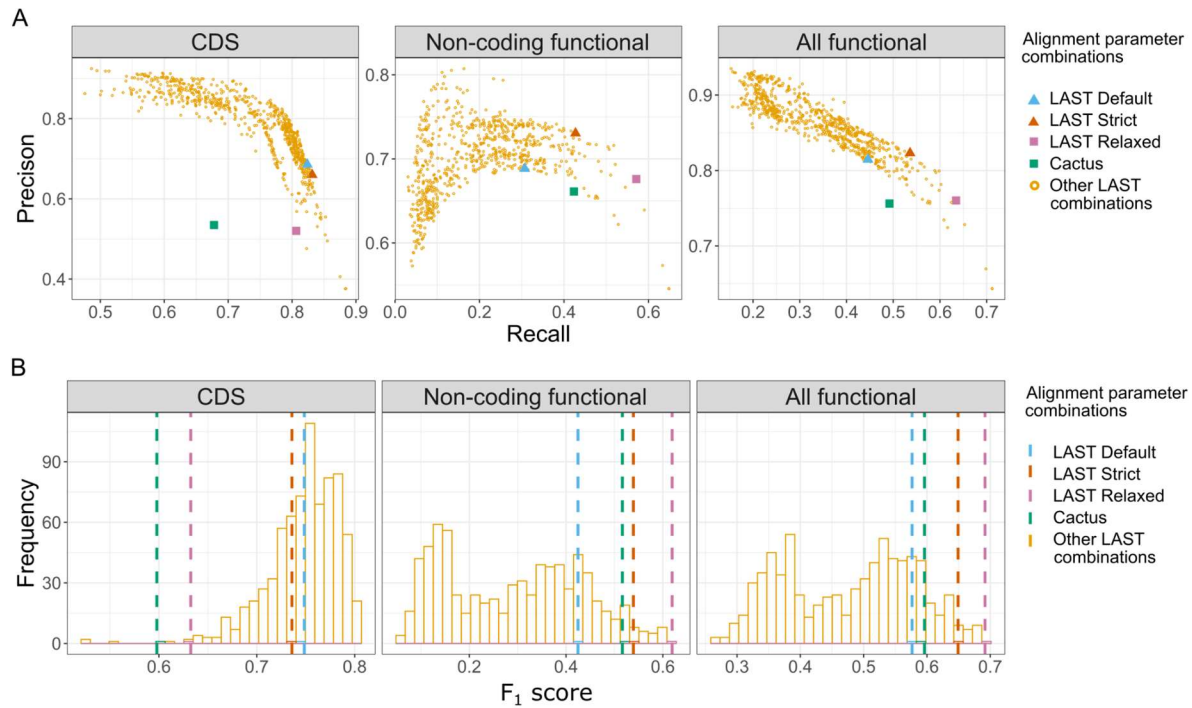 A
CDS
Non-coding functional
All functional
Alignment parameter
combinations
LAST Default
LAST Strict
LAST Relaxed
Cactus
Other LAST
combinations
Precison
0.8
0.6
0.4
0.8
0.7
0.6
0.9
0.8
0.7
0.5 0.6 0.7 0.8 0.9
0.0 0.2 0.4 0.6
0.2 0.3 0.4 0.5 0.6 0.7
Recall
B
CDS
Non-coding functional
All functional
Alignment parameter
combinations
LAST Default
LAST Strict
LAST Relaxed
Cactus
Other LAST
combinations
Frequency
90
60
30
0
0.6 0.7 0.8
0.2 0.4 0.6
0.3 0.4 0.5 0.6 0.7
F₁ score